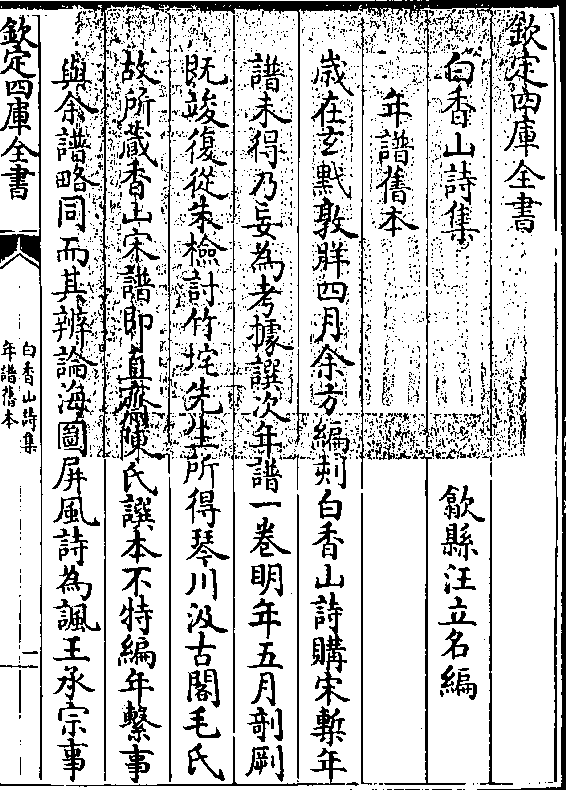 欽定四庫全書
白香山詩集
歙縣汪立名編
年譜舊本
歲在玄黓敦牂四月余方編刻白香山詩購宋槧年
譜未得乃妄為考據譔次年譜一卷明年五月剞劂
既竣復從朱檢討竹垞先生所得琴川汲古閣毛氏
故所藏香山宋譜即直齋陳氏譔本不特編年繫事
與余譜略同而其辨論海圖屏風詩為諷王承宗事
欽定四庫全書
白香山詩集
年譜舊本
一